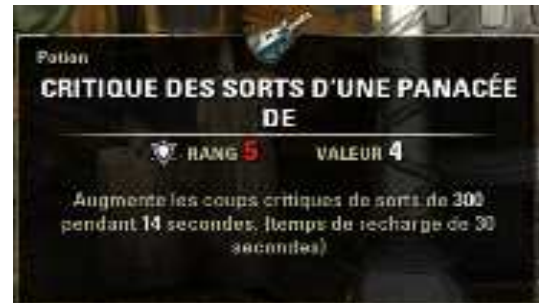 Potion
CRITIQUE DES SORTS D'UNE PANACÉE
DE
RANG 5 VALEUR 4
Augmente les coups critiques de sorts de 300
pendant 14 secondes. (temps de recharge de 30
secondes)